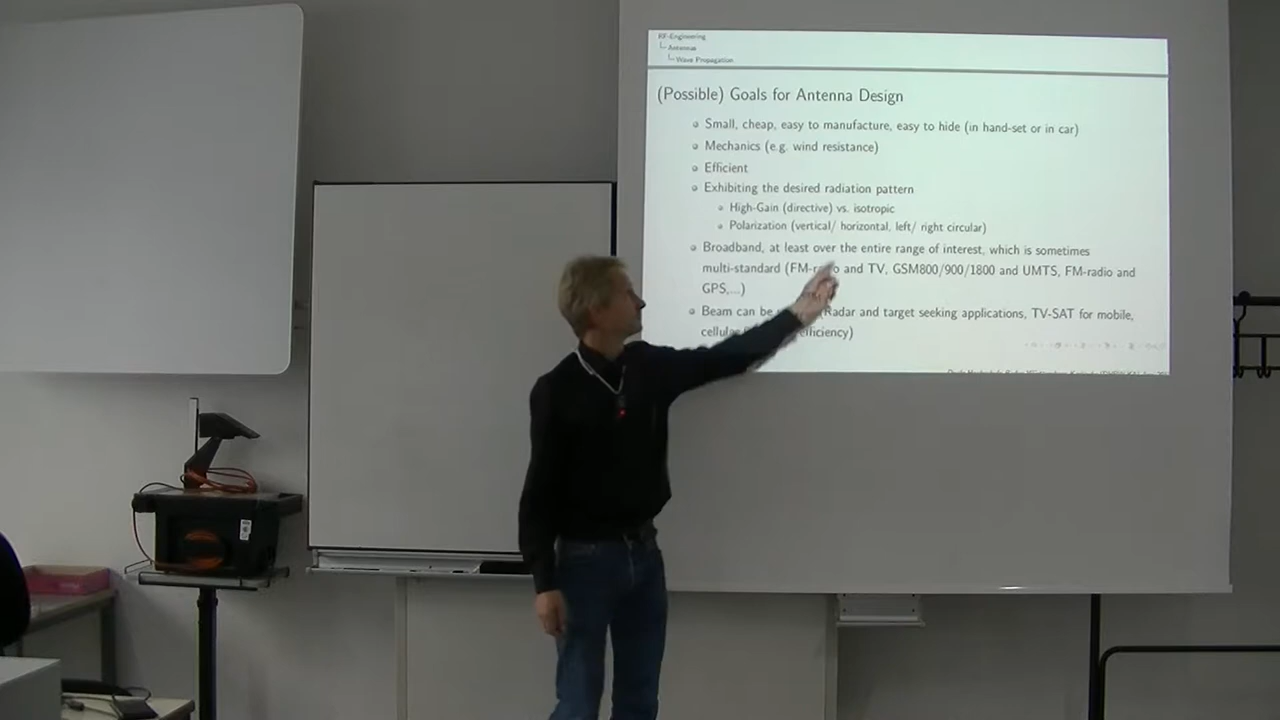 RF-Engineering
Antennas
Wave Propagation
(Possible) Goals for Antenna Design
Small, cheap, easy to manufacture, easy to hide (in hand-set or in car)
Mechanics (e.g. wind resistance)
Efficient
Exhibiting the desired radiation pattern
High-Gain (directive) vs. isotropic
Polarization (vertical/ horizontal, left/ right circular)
Broadband, at least over the entire range of interest, which is sometimes
multi-standard (FM-radio and TV, GSM800/900/1800 and UMTS, FM-radio and
GPS,...)
Beam can be Radar and target seeking applications, TV-SAT for mobile,